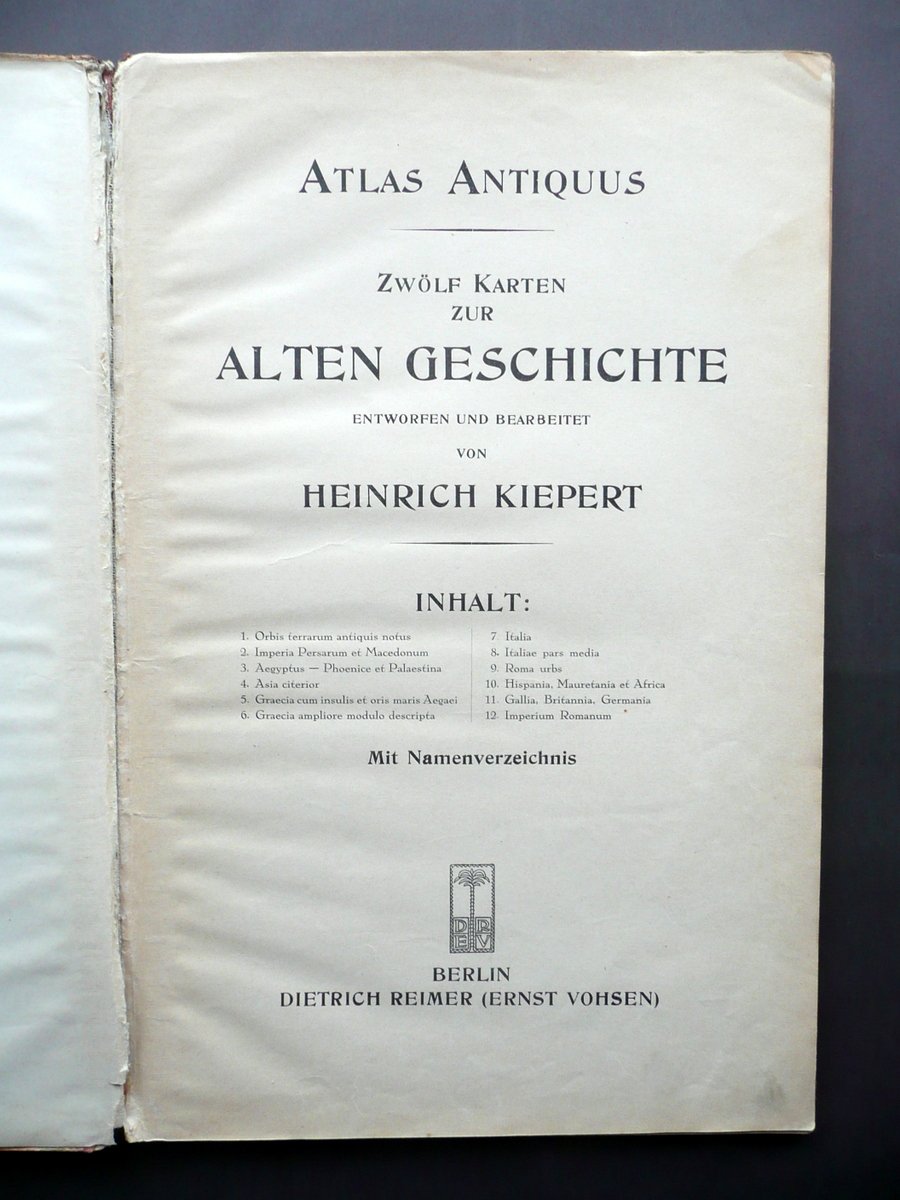 ATLAS ANTIQUUS
ZWÖLF KARTEN
ZUR
ALTEN GESCHICHTE
ENTWORFEN UND BEARBEITET
VON
HEINRICH KIEPERT
INHALT:
1. Orbis terrarum antiquis notus
2. Imperia Persarum et Macedonum
3. Aegyptus — Phoenice et Palaestina
4. Asia citerior
5. Graecia cum insulis et oris maris Aegaei
6. Graecia ampliore modulo descripta
7. Italia
8. Italiae pars media
9. Roma urbs
10. Hispania, Mauretania et Africa
11. Gallia, Britannia, Germania
12. Imperium Romanum
Mit Namenverzeichnis
D R
E V
BERLIN
DIETRICH REIMER (ERNST VOHSEN)